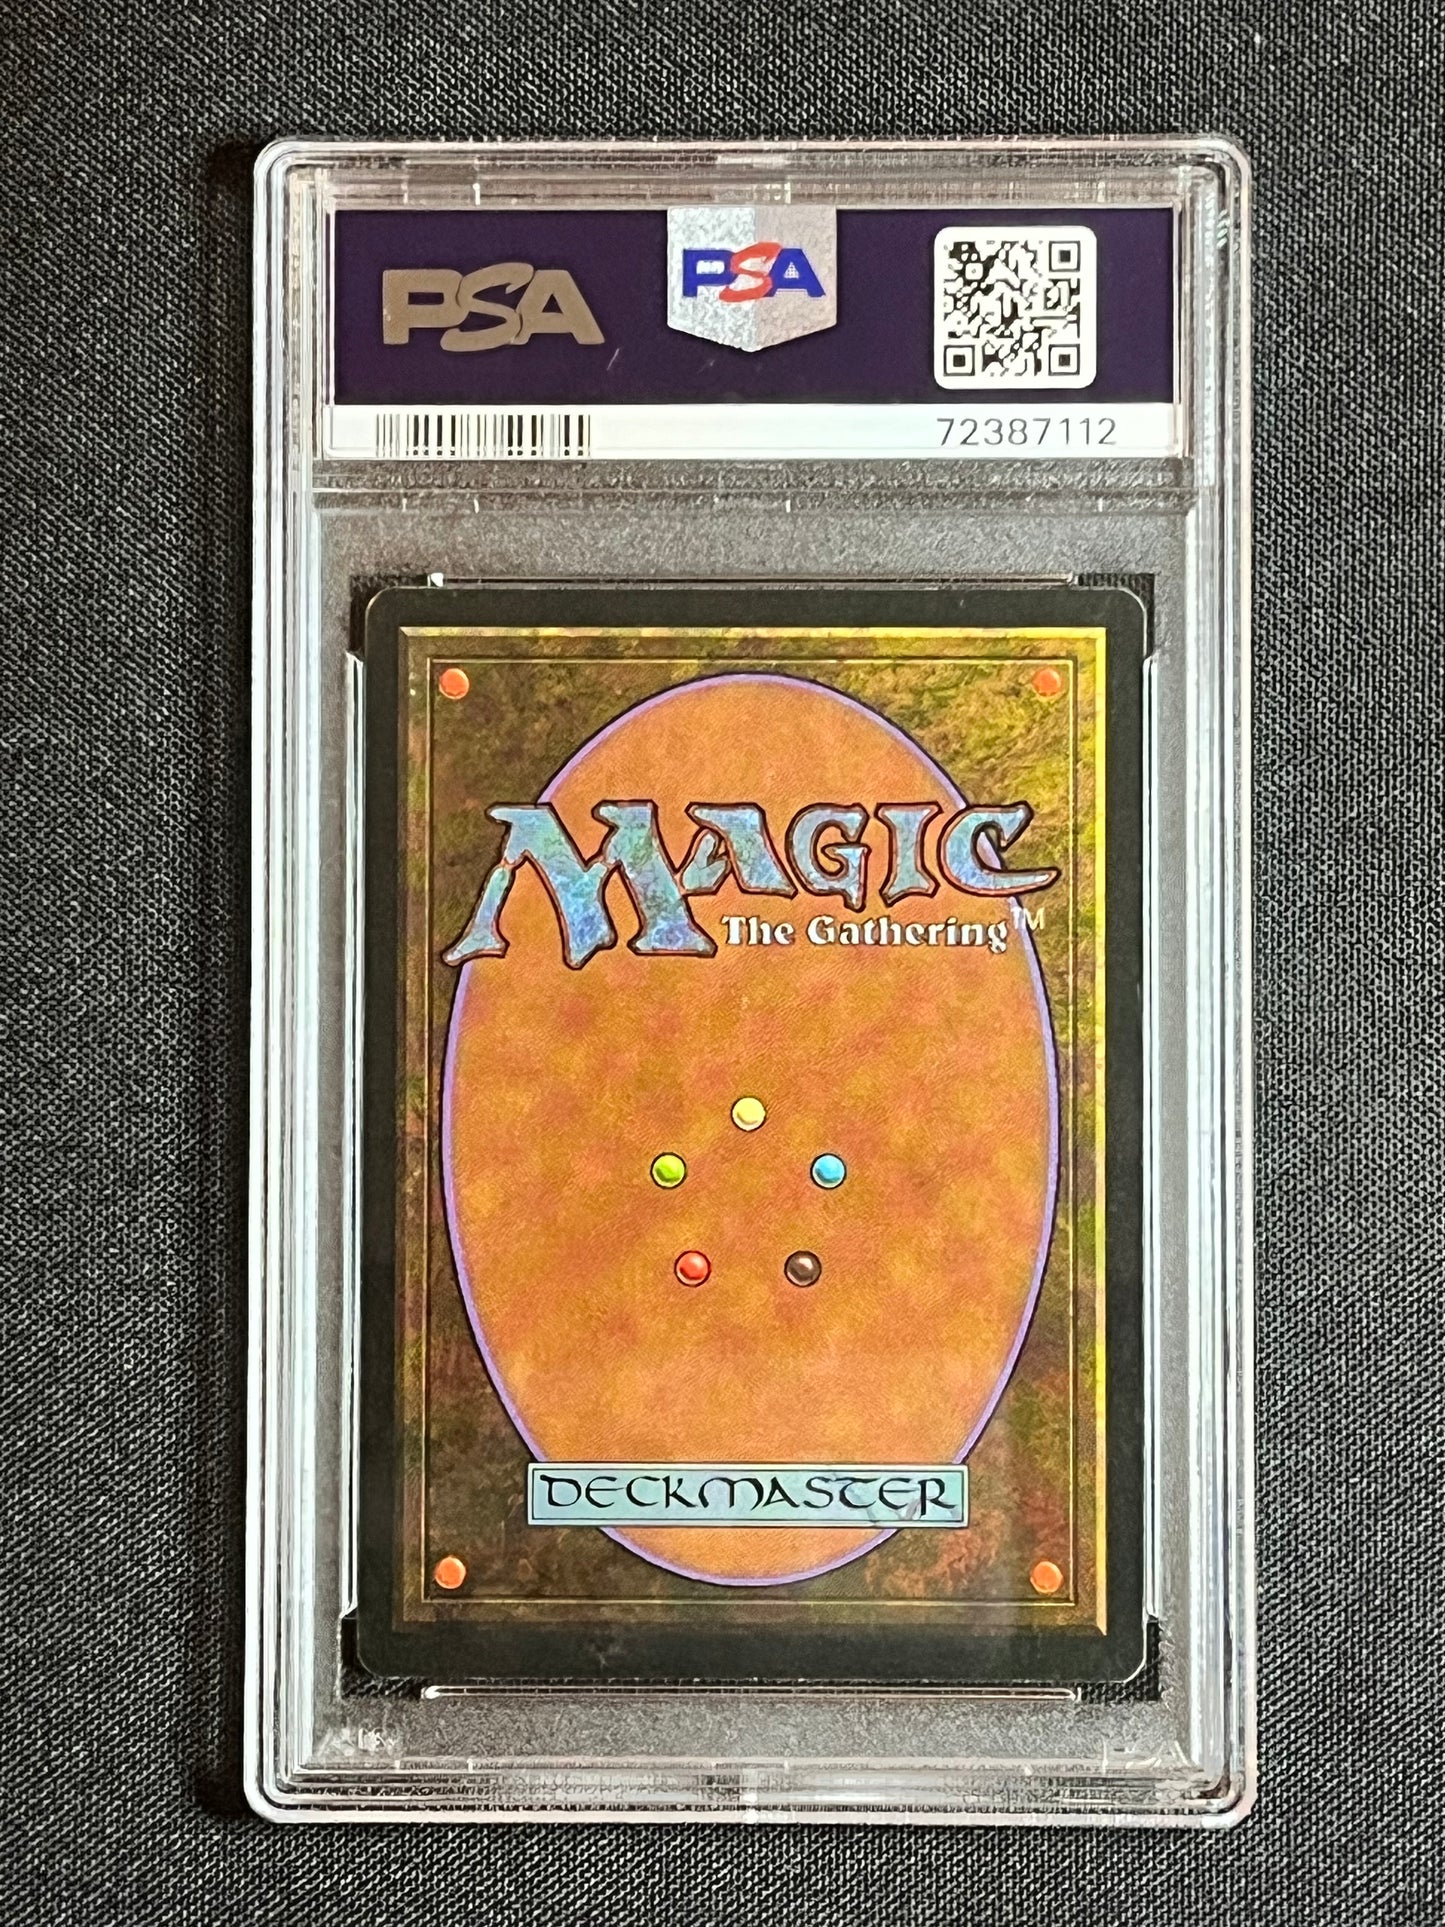 PSA
PSA
72387112
MAGIC
The Gathering™
DECKMASTER